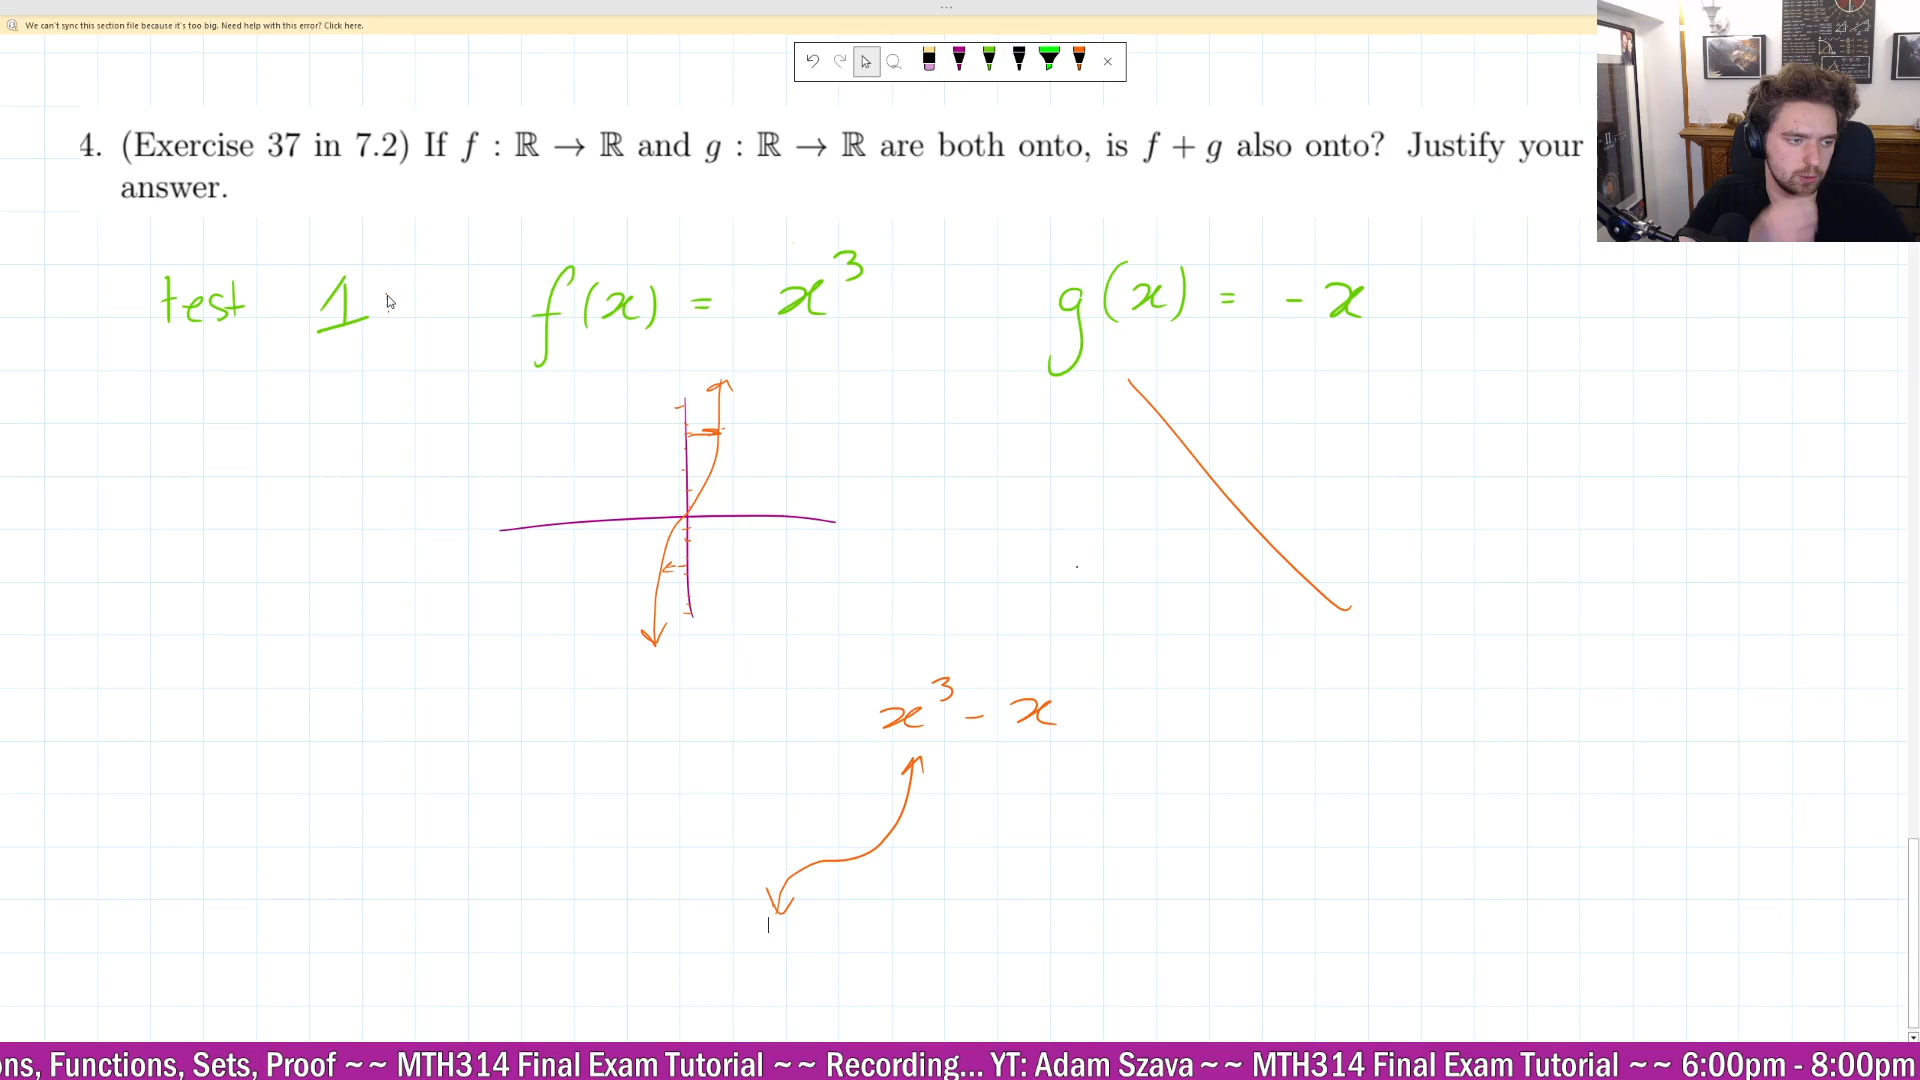 We can't sync this section file because it's too big. Need help with this error? Click here.
4. (Exercise 37 in 7.2) If f : ℝ → ℝ and g : ℝ → ℝ are both onto, is f + g also onto? Justify your
answer.
test 1 f(x) = x³ g(x) = -x
x³ - x
ons, Functions, Sets, Proof ~~ MTH314 Final Exam Tutorial ~~ Recording... YT: Adam Szava ~~ MTH314 Final Exam Tutorial ~~ 6:00pm - 8:00pm